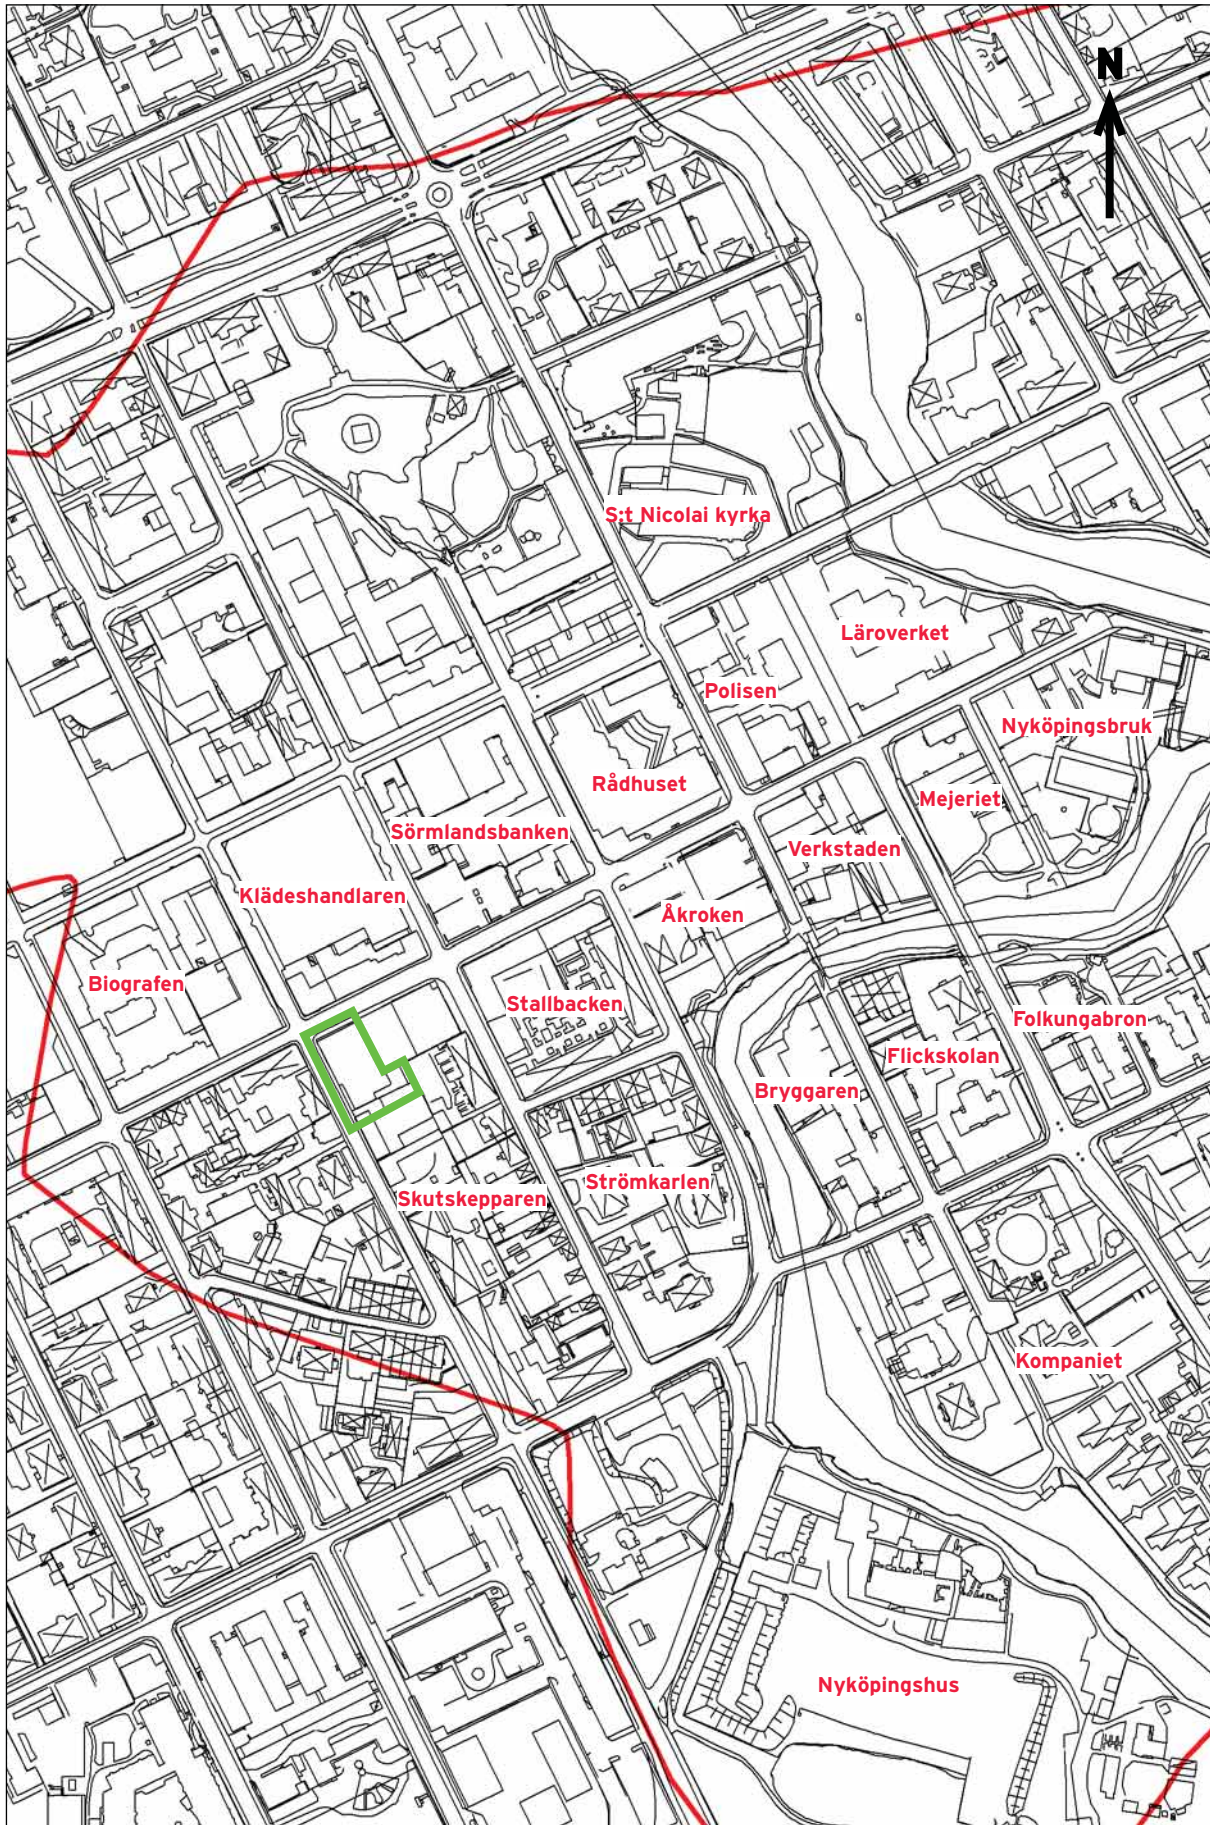 N
S:t Nicolai kyrka
Läroverket
Polisen
Nyköpingsbruk
Rådhuset
Mejeriet
Sörmlandsbanken
Verkstaden
Klädeshandlaren
Åkroken
Biografen
Stallbacken
Folkungabron
Flickskolan
Bryggaren
Strömkarlen
Skutskepparen
Kompaniet
Nyköpingshus